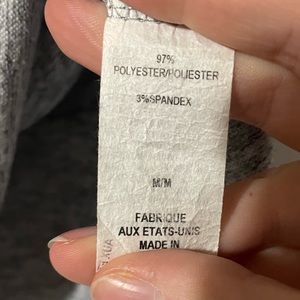 97%
POLYESTER/POLIESTER
3%SPANDEX
M/M
FABRIQUE
AUX ETATS-UNIS
MADE IN